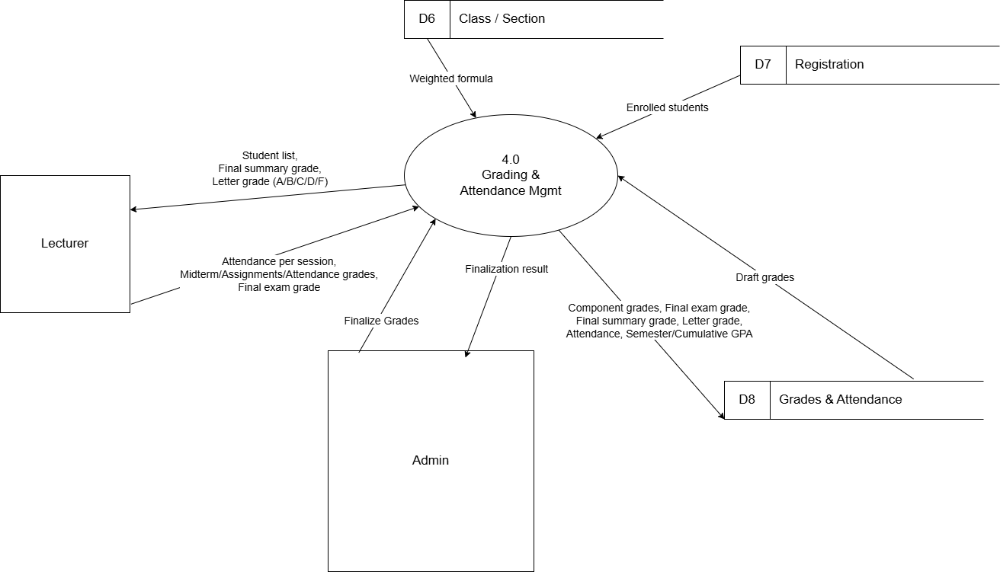 D6 Class / Section
D7 Registration
Weighted formula
Enrolled students
4.0
Grading &
Attendance Mgmt
Student list,
Final summary grade,
Letter grade (A/B/C/D/F)
Lecturer
Attendance per session,
Midterm/Assignments/Attendance grades,
Final exam grade
Finalization result
Draft grades
Finalize Grades
Component grades, Final exam grade,
Final summary grade, Letter grade,
Attendance, Semester/Cumulative GPA
D8 Grades & Attendance
Admin